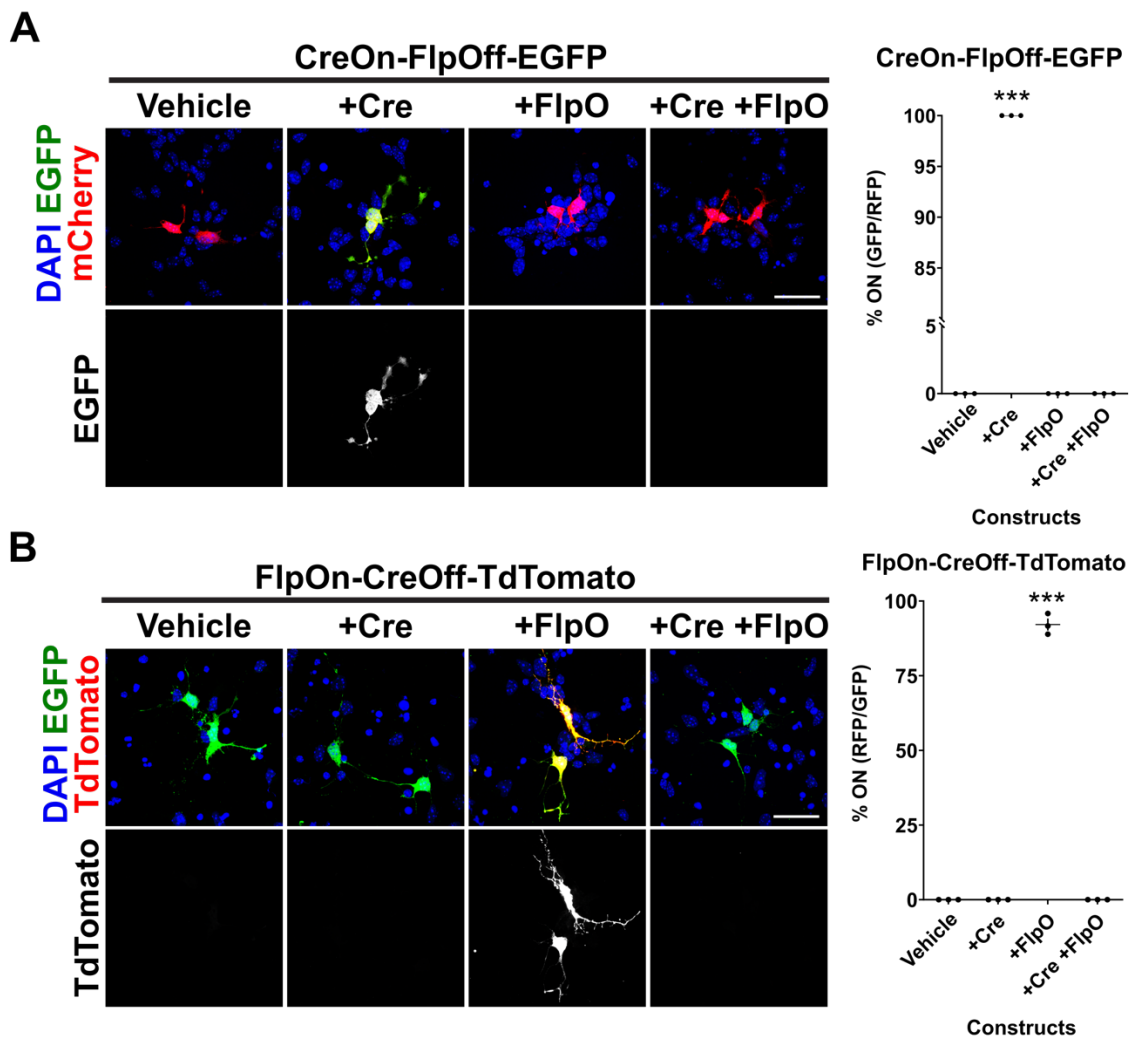 A
CreOn-FlpOff-EGFP
Vehicle +Cre +FlpO +Cre +FlpO
DAPI EGFP
mCherry
EGFP
CreOn-FlpOff-EGFP
***
% ON (GFP/RFP)
100
95
90
85
5
0
Vehicle
+Cre
+FlpO
+Cre +FlpO
Constructs
B
FlpOn-CreOff-TdTomato
Vehicle +Cre +FlpO +Cre +FlpO
DAPI EGFP
TdTomato
TdTomato
FlpOn-CreOff-TdTomato
***
% ON (RFP/GFP)
100
75
50
25
0
Vehicle
+Cre
+FlpO
+Cre +FlpO
Constructs